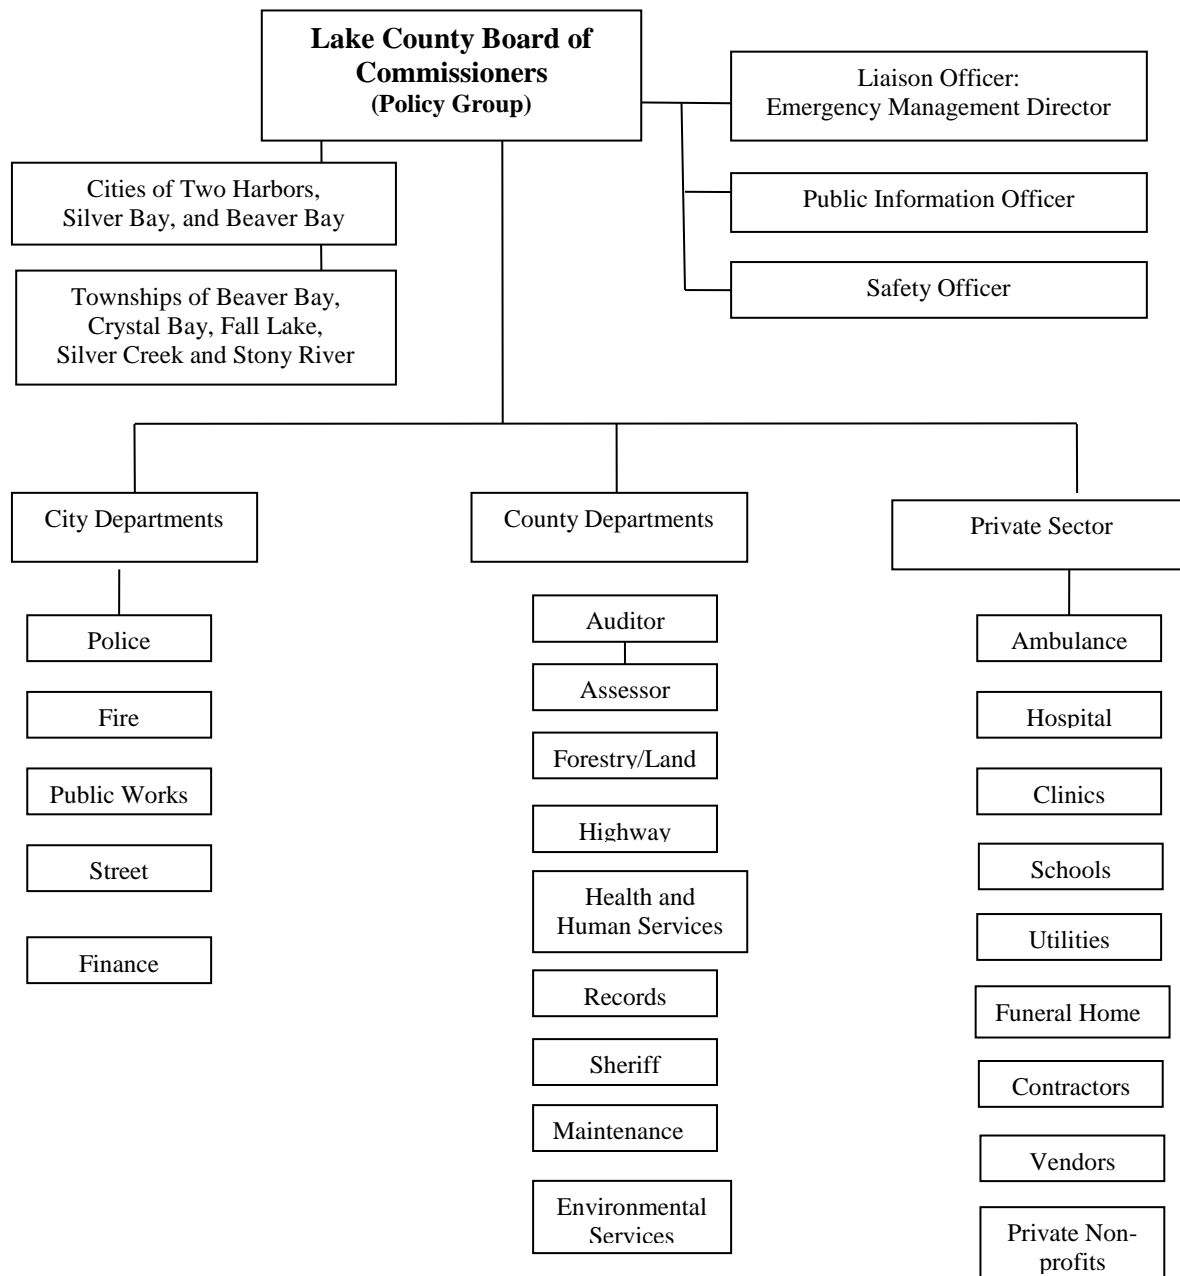 Lake County Board of
Commissioners
(Policy Group)
Liaison Officer:
Emergency Management Director
Cities of Two Harbors,
Silver Bay, and Beaver Bay
Public Information Officer
Townships of Beaver Bay,
Crystal Bay, Fall Lake,
Silver Creek and Stony River
Safety Officer
City Departments
County Departments
Private Sector
Police
Fire
Public Works
Street
Finance
Auditor
Assessor
Forestry/Land
Highway
Health and
Human Services
Records
Sheriff
Maintenance
Environmental
Services
Ambulance
Hospital
Clinics
Schools
Utilities
Funeral Home
Contractors
Vendors
Private Non-
profits